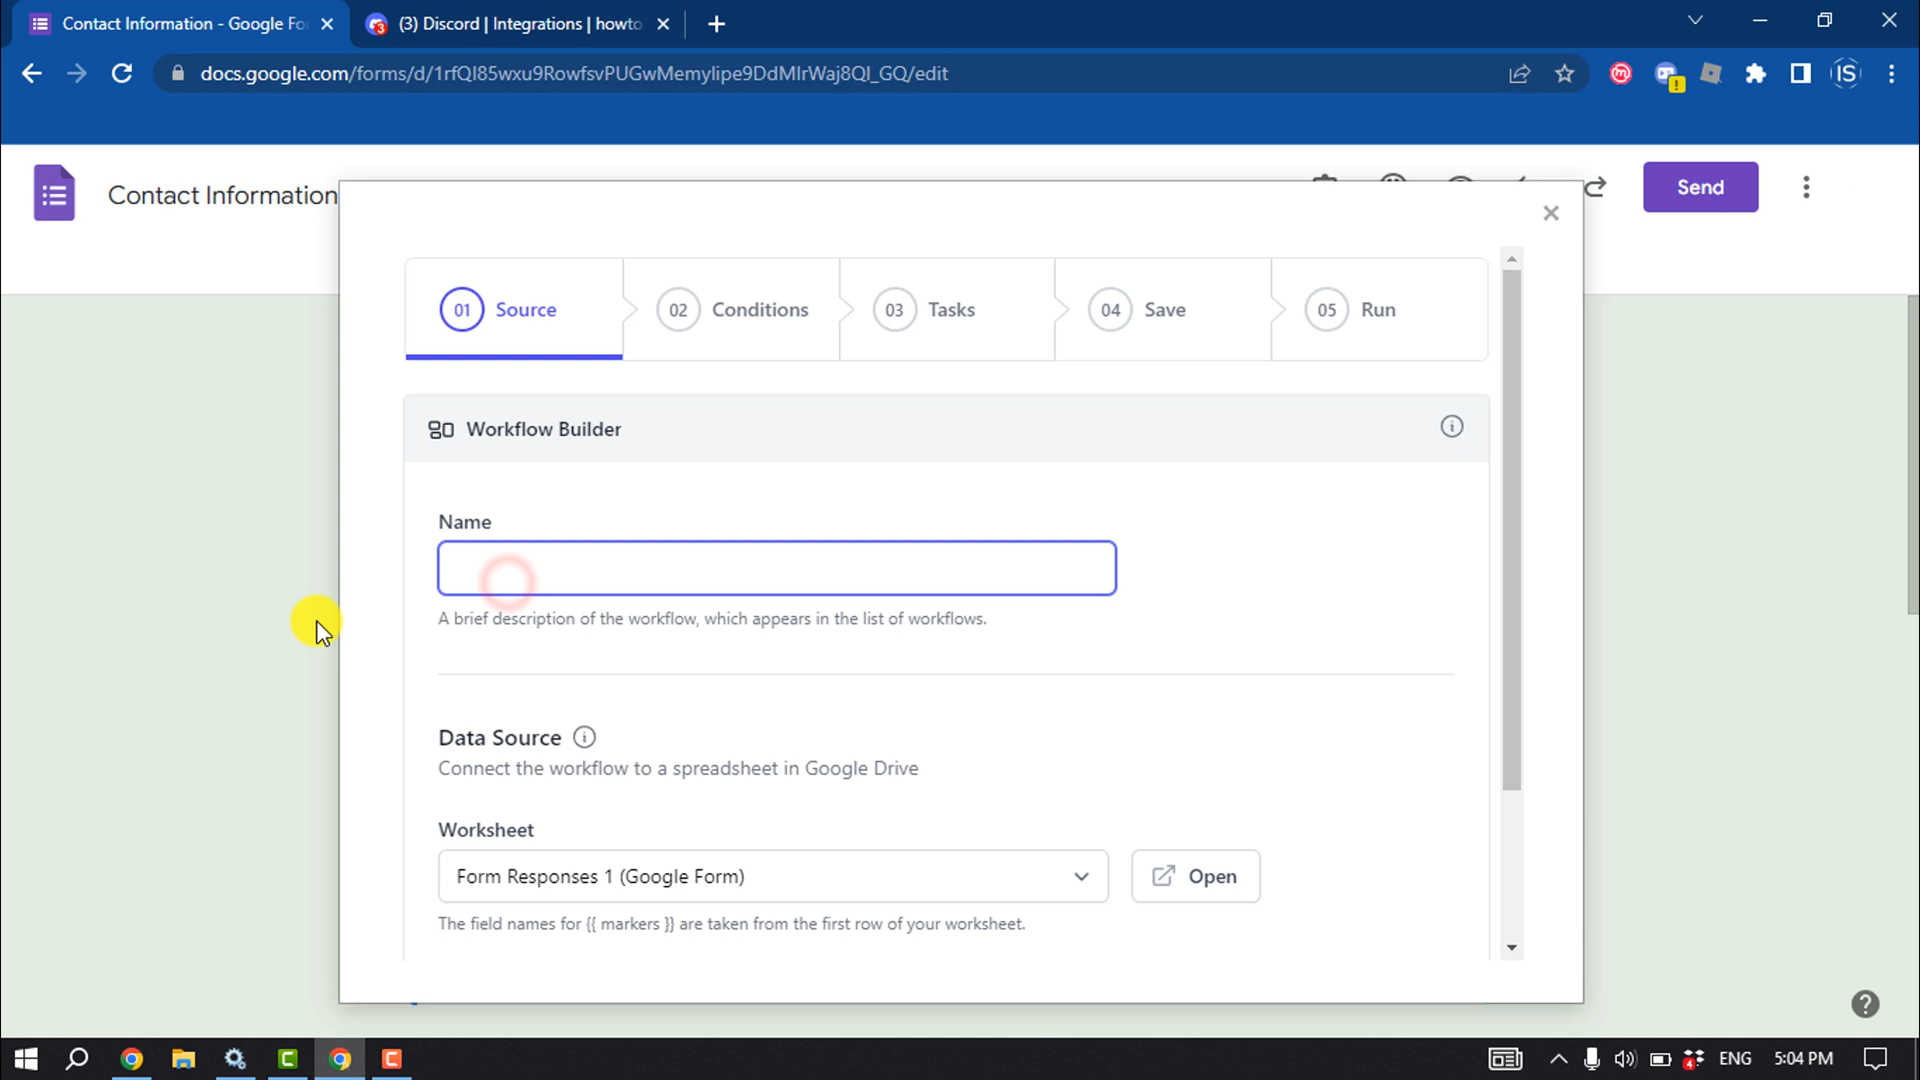 Contact Information - Google Fo
(3) Discord | Integrations | howto
docs.google.com/forms/d/1rfQI85wxu9RowfsvPUGwMemylipe9DdMlrWaj8QI_GQ/edit
IS
Contact Information
Send
01 Source
02 Conditions
03 Tasks
04 Save
05 Run
Workflow Builder
Name
A brief description of the workflow, which appears in the list of workflows.
Data Source
Connect the workflow to a spreadsheet in Google Drive
Worksheet
Form Responses 1 (Google Form)
Open
The field names for {{ markers }} are taken from the first row of your worksheet.
ENG
5:04 PM